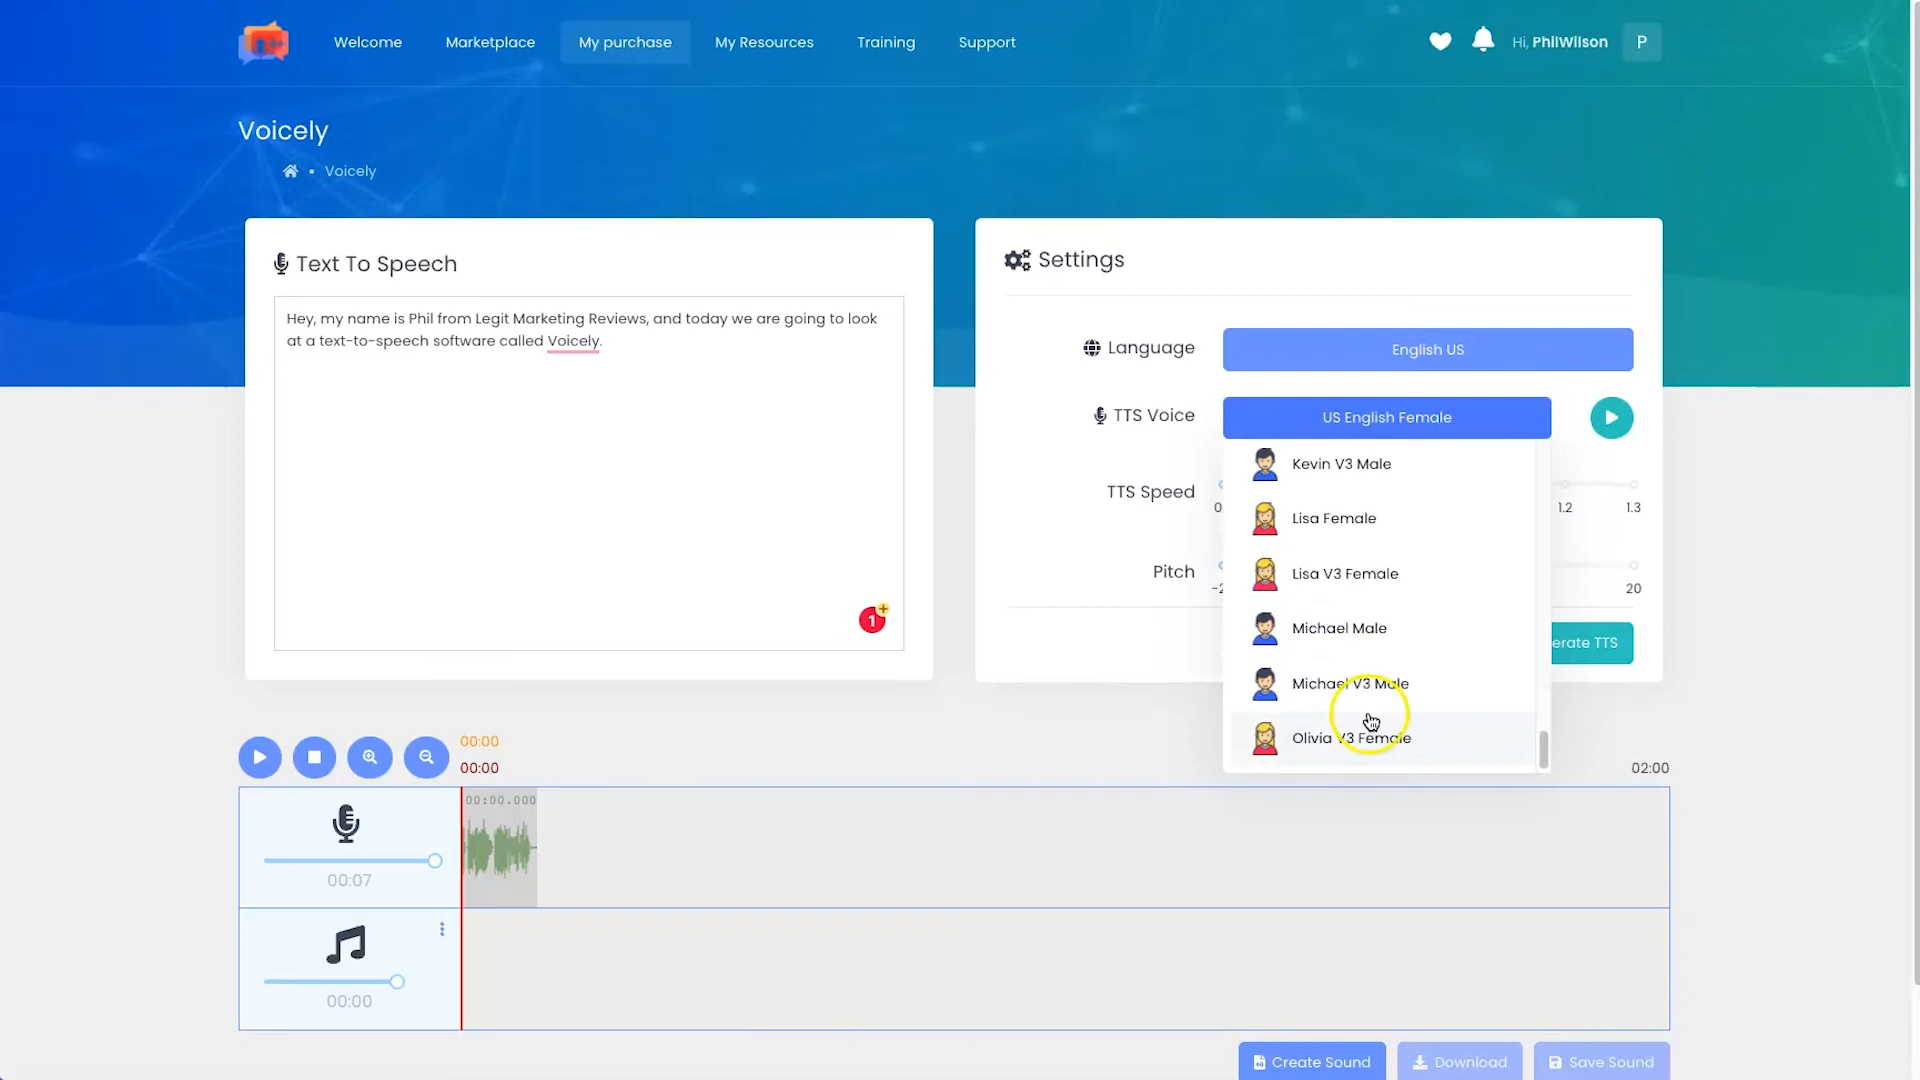 Welcome
Marketplace
My purchase
My Resources
Training
Support
Hi, PhilWilson
P
Voicely
• Voicely
Text To Speech
Hey, my name is Phil from Legit Marketing Reviews, and today we are going to look
at a text-to-speech software called Voicely.
1
Settings
Language
English US
TTS Voice
US English Female
Kevin V3 Male
Lisa Female
Lisa V3 Female
Michael Male
Michael V3 Male
Olivia V3 Female
TTS Speed
0
1.2
1.3
Pitch
-2
20
erate TTS
00:00
00:00
02:00
00:00.000
00:07
00:00
Create Sound
Download
Save Sound